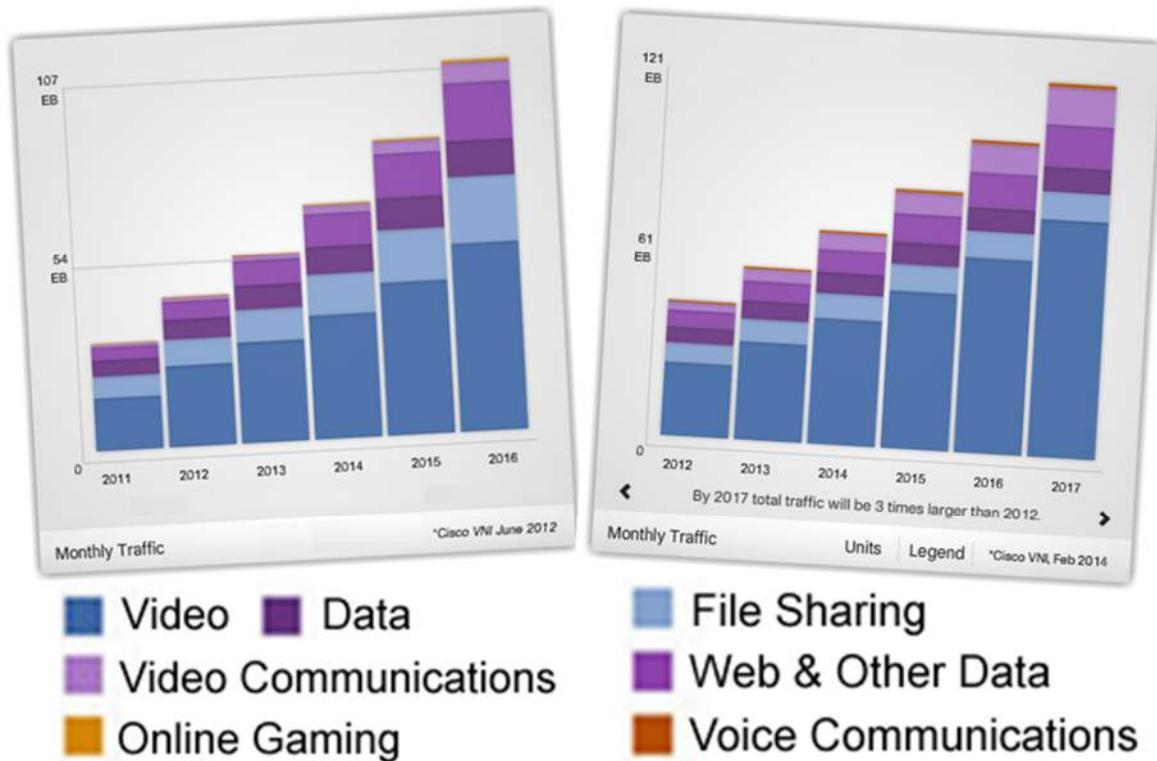 107
EB
54
EB
0
2011 2012 2013 2014 2015 2016
Monthly Traffic
*Cisco VNI June 2012
121
EB
61
EB
0
2012 2013 2014 2015 2016 2017
By 2017 total traffic will be 3 times larger than 2012.
Monthly Traffic
Units Legend *Cisco VNI, Feb 2014
Video Data
Video Communications
Online Gaming
File Sharing
Web & Other Data
Voice Communications